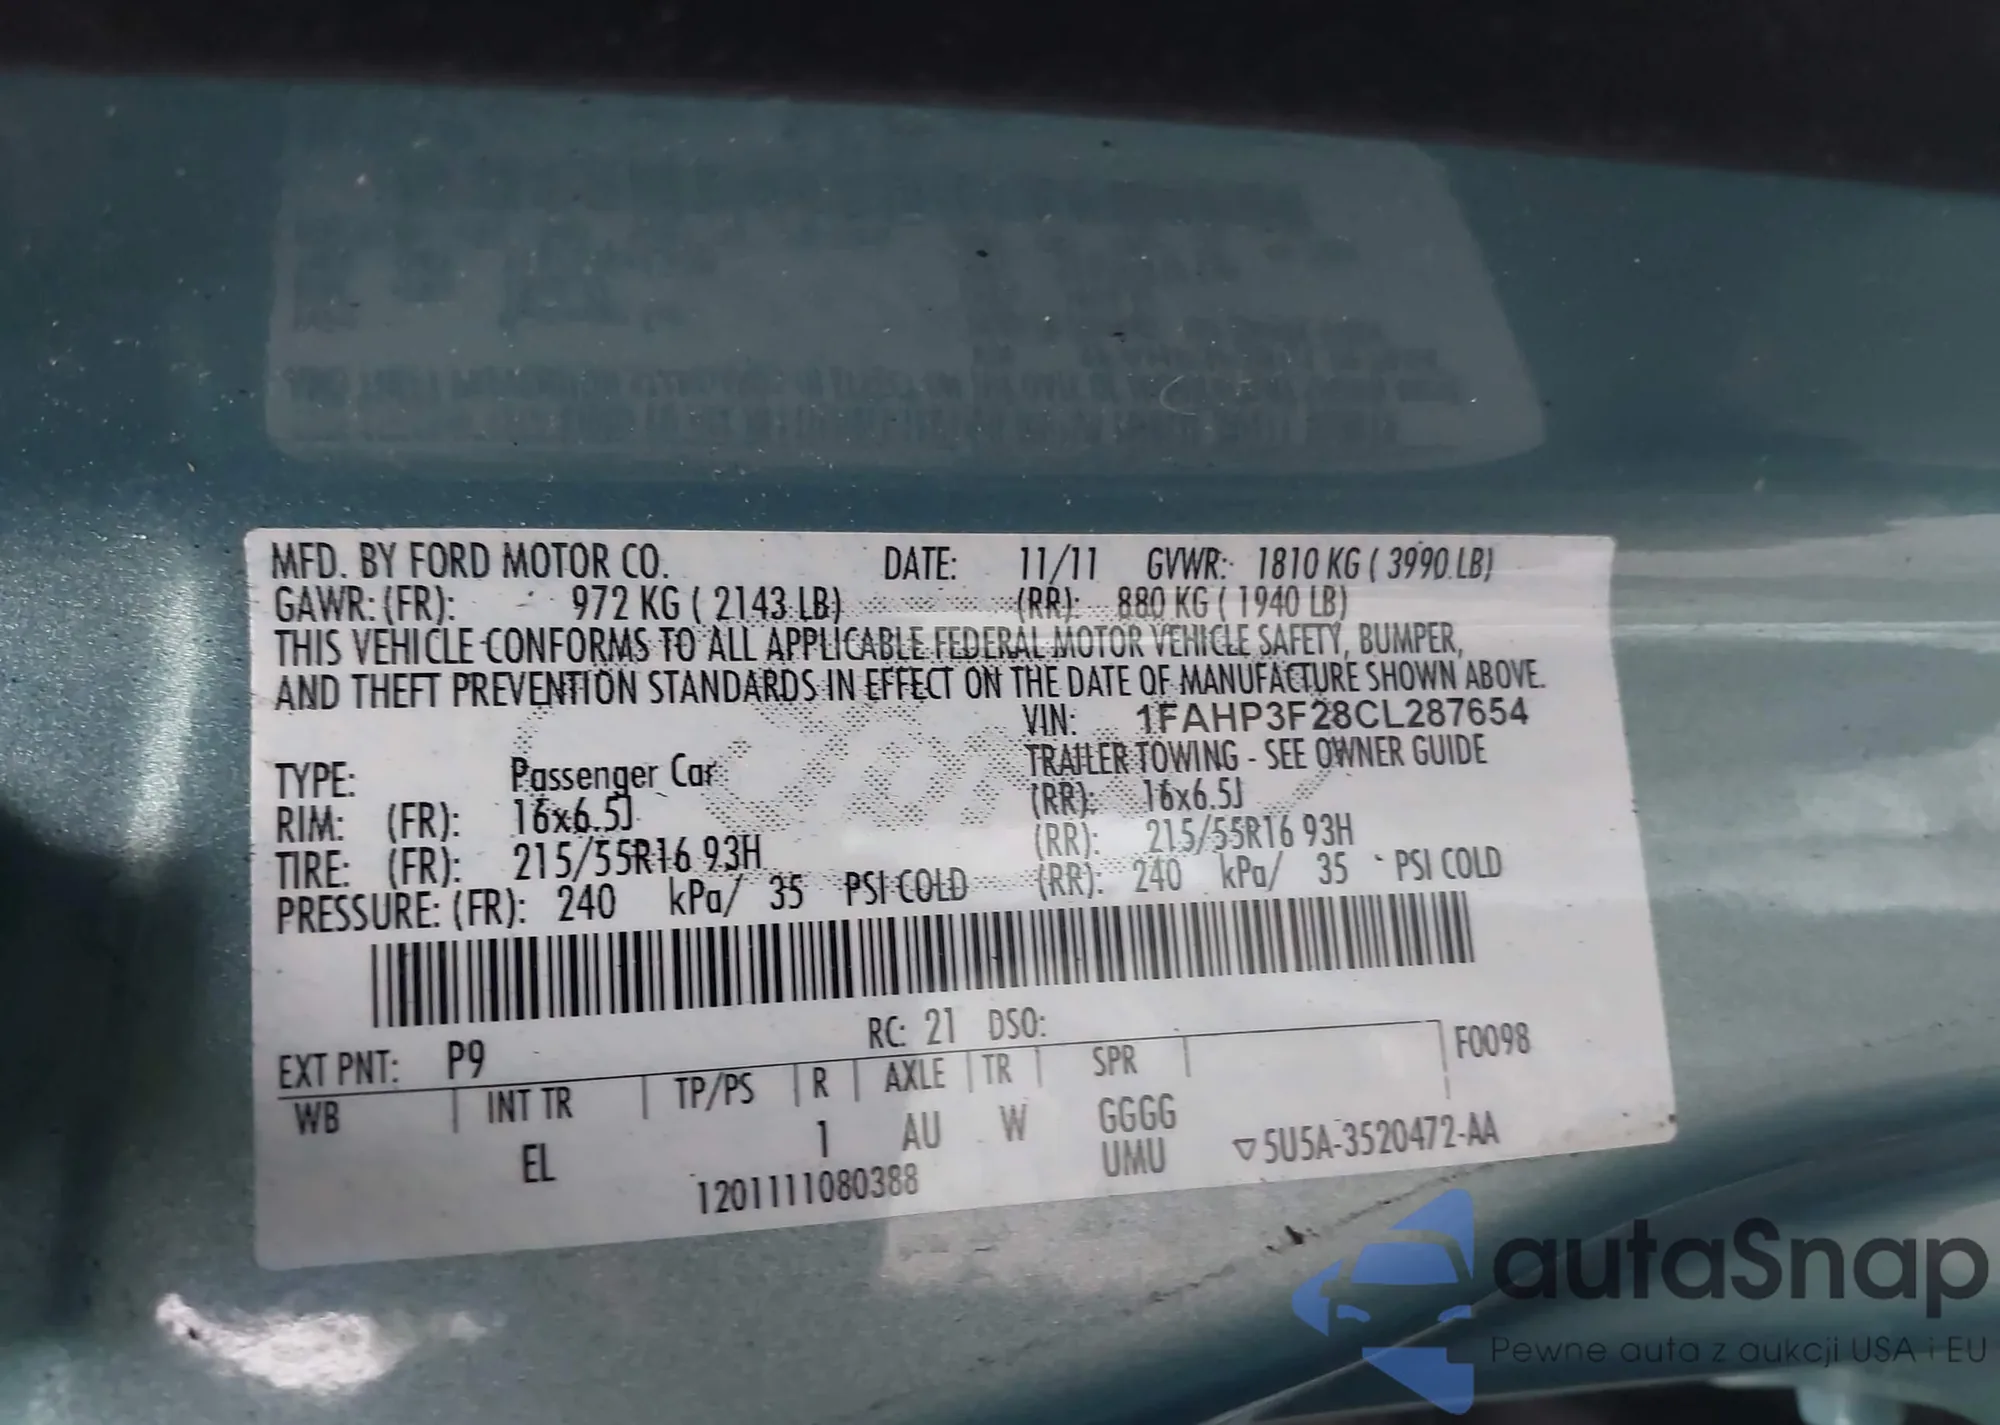 MFD. BY FORD MOTOR CO. DATE: 11/11 GVWR: 1810 KG ( 3990 LB)
GAWR: (FR): 972 KG ( 2143 LB) (RR): 880 KG ( 1940 LB)
THIS VEHICLE CONFORMS TO ALL APPLICABLE FEDERAL MOTOR VEHICLE SAFETY, BUMPER,
AND THEFT PREVENTION STANDARDS IN EFFECT ON THE DATE OF MANUFACTURE SHOWN ABOVE.
VIN: 1FAHP3F28CL287654
TYPE: Passenger Car TRAILER TOWING - SEE OWNER GUIDE
RIM: (FR): 16x6.5J (RR): 16x6.5J
TIRE: (FR): 215/55R16 93H (RR): 215/55R16 93H
PRESSURE: (FR): 240 kPa/ 35 PSI COLD (RR): 240 kPa/ 35 PSI COLD
RC: 21 DSO:
EXT PNT: P9 F0098
WB INT TR TP/PS R AXLE TR SPR
EL 1 AU W GGGG
1201111080388 UMU ▽5U5A-3520472-AA
autaSnap
Pewne auta z aukcji USA i EU